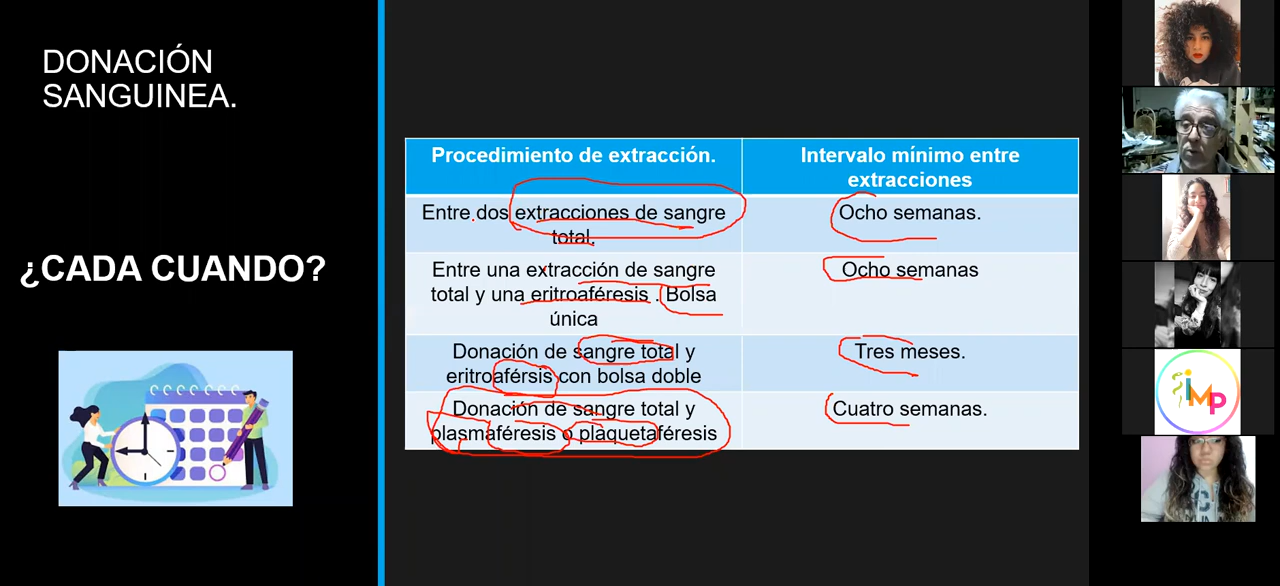 DONACIÓN
SANGUINEA.
¿CADA CUANDO?
Procedimiento de extracción.
Intervalo mínimo entre
extracciones
Entre dos extracciones de sangre
total.
Ocho semanas.
Entre una extracción de sangre
total y una eritroaféresis . Bolsa
única
Ocho semanas
Donación de sangre total y
eritroaférsis con bolsa doble
Tres meses.
Donación de sangre total y
plasmaféresis o plaquetaféresis
Cuatro semanas.
iMP